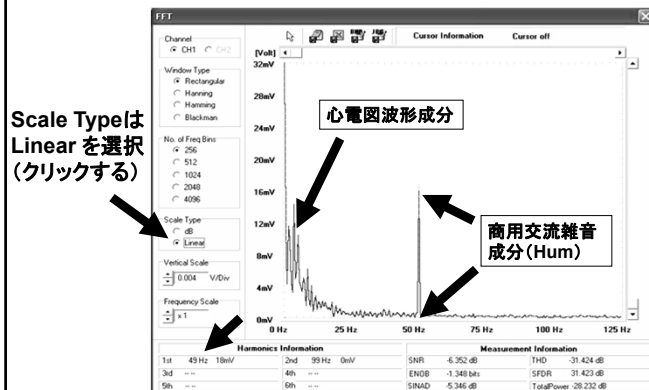 FFT
Channel
CH1 CH2
Cursor Information Cursor off
[Volt]
Window Type
Rectangular
Hanning
Hamming
Blackman
No. of Freq Bins
256
512
1024
2048
4096
Scale Type
dB
Linear
Vertical Scale
0.004 V/Div
Frequency Scale
x 1
Scale Typeは
Linear を選択
(クリックする)
32mV
28mV
24mV
20mV
16mV
12mV
8mV
4mV
0mV
心電図波形成分
商用交流雑音
成分(Hum)
0 Hz 25 Hz 50 Hz 75 Hz 100 Hz 125 Hz
Harmonics Information
1st 49 Hz 18mV 2nd 99 Hz 0mV
3rd -- -- 4th -- --
5th -- -- 6th -- --
Measurement Information
SNR -6.352 dB THD -31.424 dB
ENOB -1.348 bits SFDR 31.423 dB
SINAD -5.346 dB TotalPower -28.232 dB